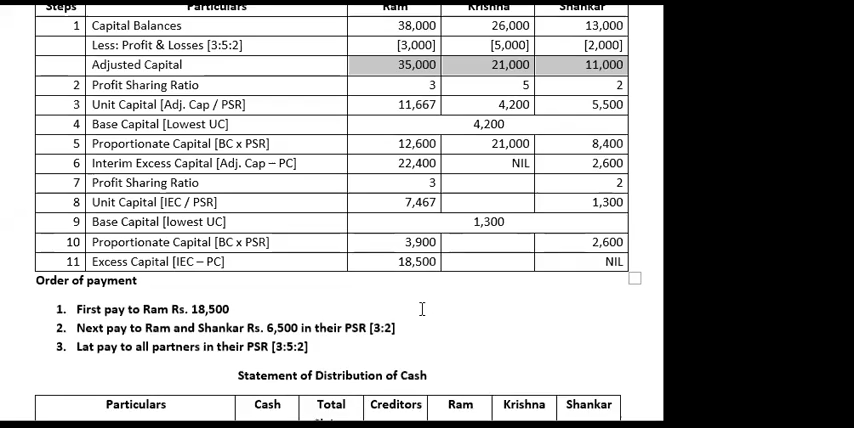 Steps Particulars Ram Krishna Shankar
1 Capital Balances 38,000 26,000 13,000
Less: Profit & Losses [3:5:2] [3,000] [5,000] [2,000]
Adjusted Capital 35,000 21,000 11,000
2 Profit Sharing Ratio 3 5 2
3 Unit Capital [Adj. Cap / PSR] 11,667 4,200 5,500
4 Base Capital [Lowest UC] 4,200
5 Proportionate Capital [BC x PSR] 12,600 21,000 8,400
6 Interim Excess Capital [Adj. Cap – PC] 22,400 NIL 2,600
7 Profit Sharing Ratio 3 2
8 Unit Capital [IEC / PSR] 7,467 1,300
9 Base Capital [lowest UC] 1,300
10 Proportionate Capital [BC x PSR] 3,900 2,600
11 Excess Capital [IEC – PC] 18,500 NIL
Order of payment
1. First pay to Ram Rs. 18,500
2. Next pay to Ram and Shankar Rs. 6,500 in their PSR [3:2]
3. Lat pay to all partners in their PSR [3:5:2]
Statement of Distribution of Cash
Particulars Cash Total Creditors Ram Krishna Shankar